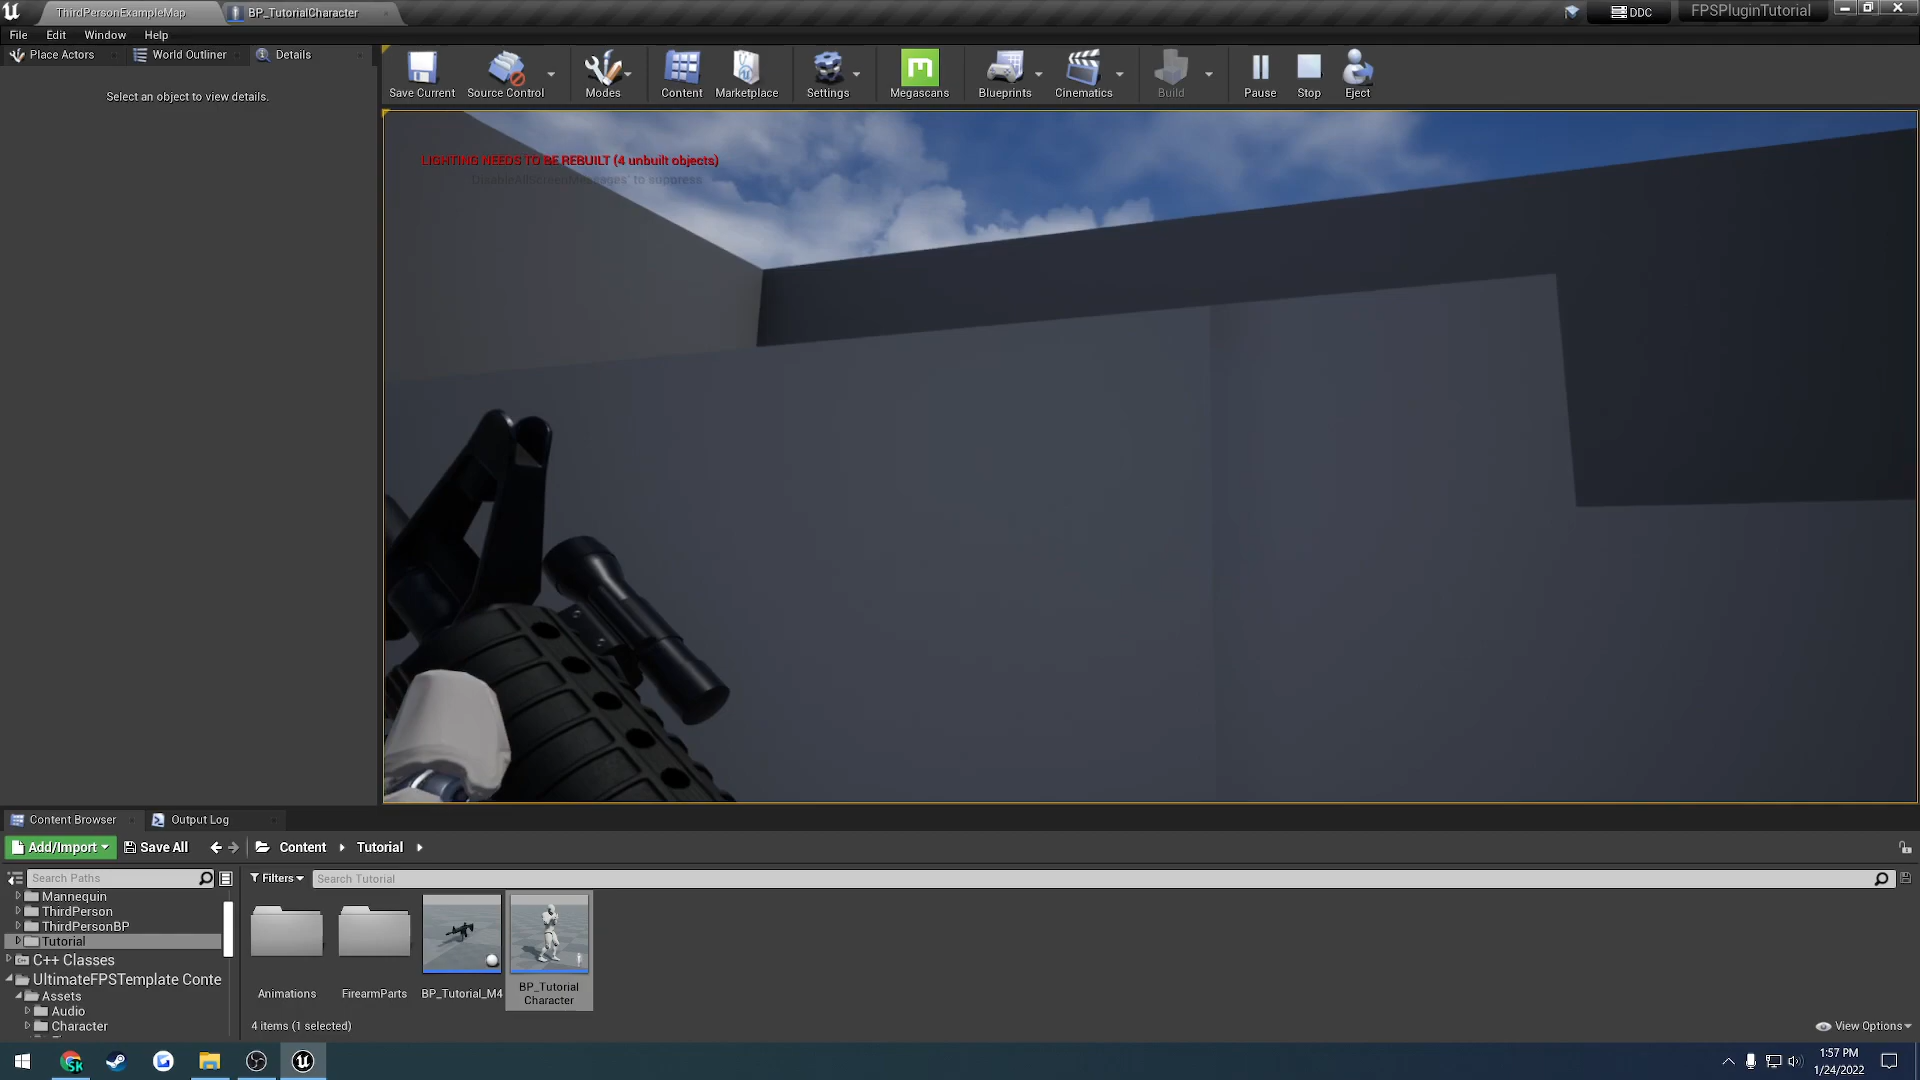 ThirdPersonExampleMap
BP_TutorialCharacter
DDC
FPSPluginTutorial
File Edit Window Help
Place Actors
World Outliner
Details
Select an object to view details.
Save Current
Source Control
Modes
Content
Marketplace
Settings
Megascans
Blueprints
Cinematics
Build
Pause
Stop
Eject
LIGHTING NEEDS TO BE REBUILT (4 unbuilt objects)
'DisableAllScreenMessages' to suppress
Content Browser
Output Log
Add/Import
Save All
Content
Tutorial
Search Paths
Filters
Search Tutorial
Mannequin
ThirdPerson
ThirdPersonBP
Tutorial
C++ Classes
UltimateFPSTemplate Conte
Assets
Audio
Character
Animations
FirearmParts
BP_Tutorial_M4
BP_Tutorial
Character
4 items (1 selected)
View Options
1:57 PM
1/24/2022